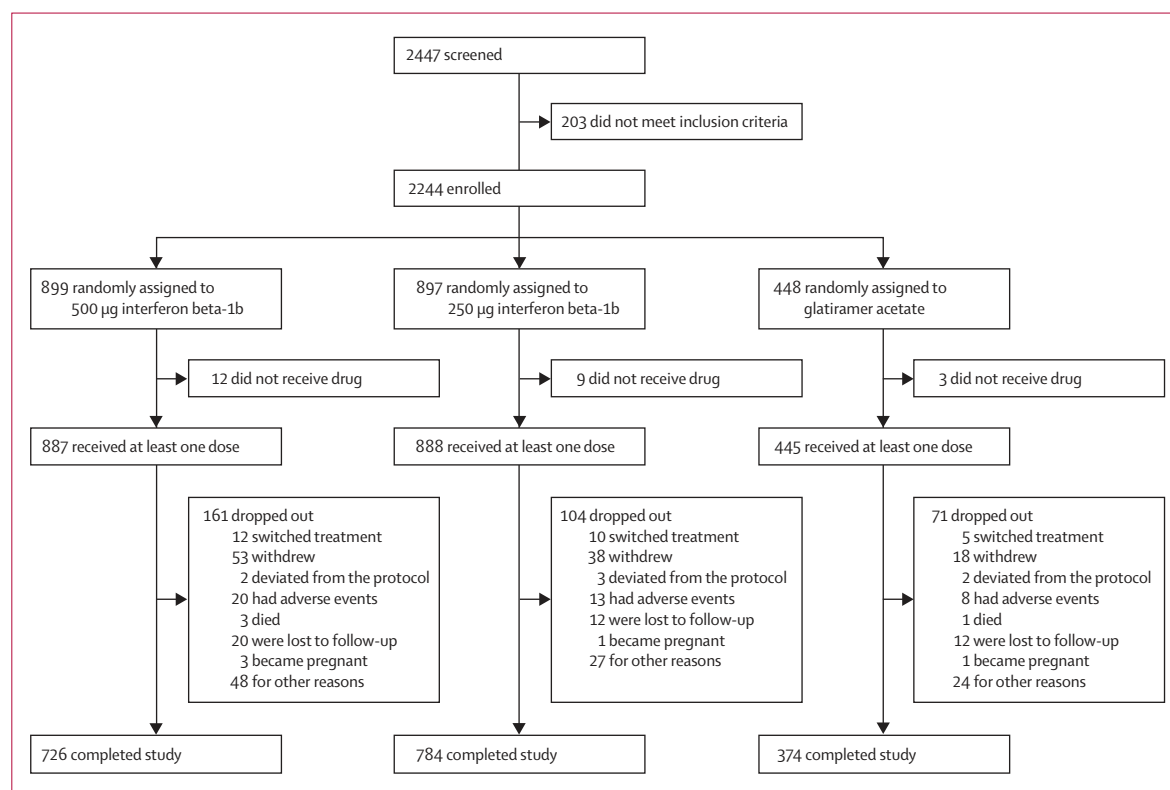 2447 screened
203 did not meet inclusion criteria
2244 enrolled
899 randomly assigned to
500 μg interferon beta-1b
897 randomly assigned to
250 μg interferon beta-1b
448 randomly assigned to
glatiramer acetate
12 did not receive drug
9 did not receive drug
3 did not receive drug
887 received at least one dose
888 received at least one dose
445 received at least one dose
161 dropped out
12 switched treatment
53 withdrew
2 deviated from the protocol
20 had adverse events
3 died
20 were lost to follow-up
3 became pregnant
48 for other reasons
104 dropped out
10 switched treatment
38 withdrew
3 deviated from the protocol
13 had adverse events
12 were lost to follow-up
1 became pregnant
27 for other reasons
71 dropped out
5 switched treatment
18 withdrew
2 deviated from the protocol
8 had adverse events
1 died
12 were lost to follow-up
1 became pregnant
24 for other reasons
726 completed study
784 completed study
374 completed study